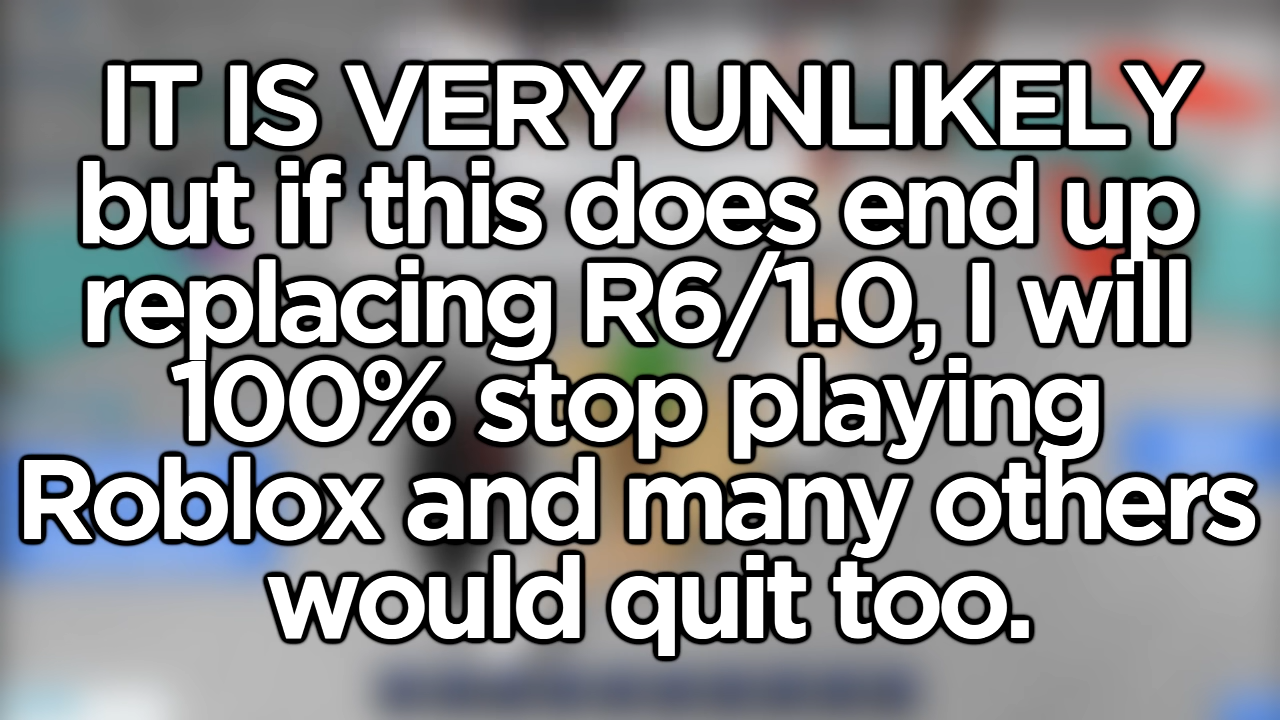 IT IS VERY UNLIKELY
but if this does end up
replacing R6/1.0, I will
100% stop playing
Roblox and many others
would quit too.